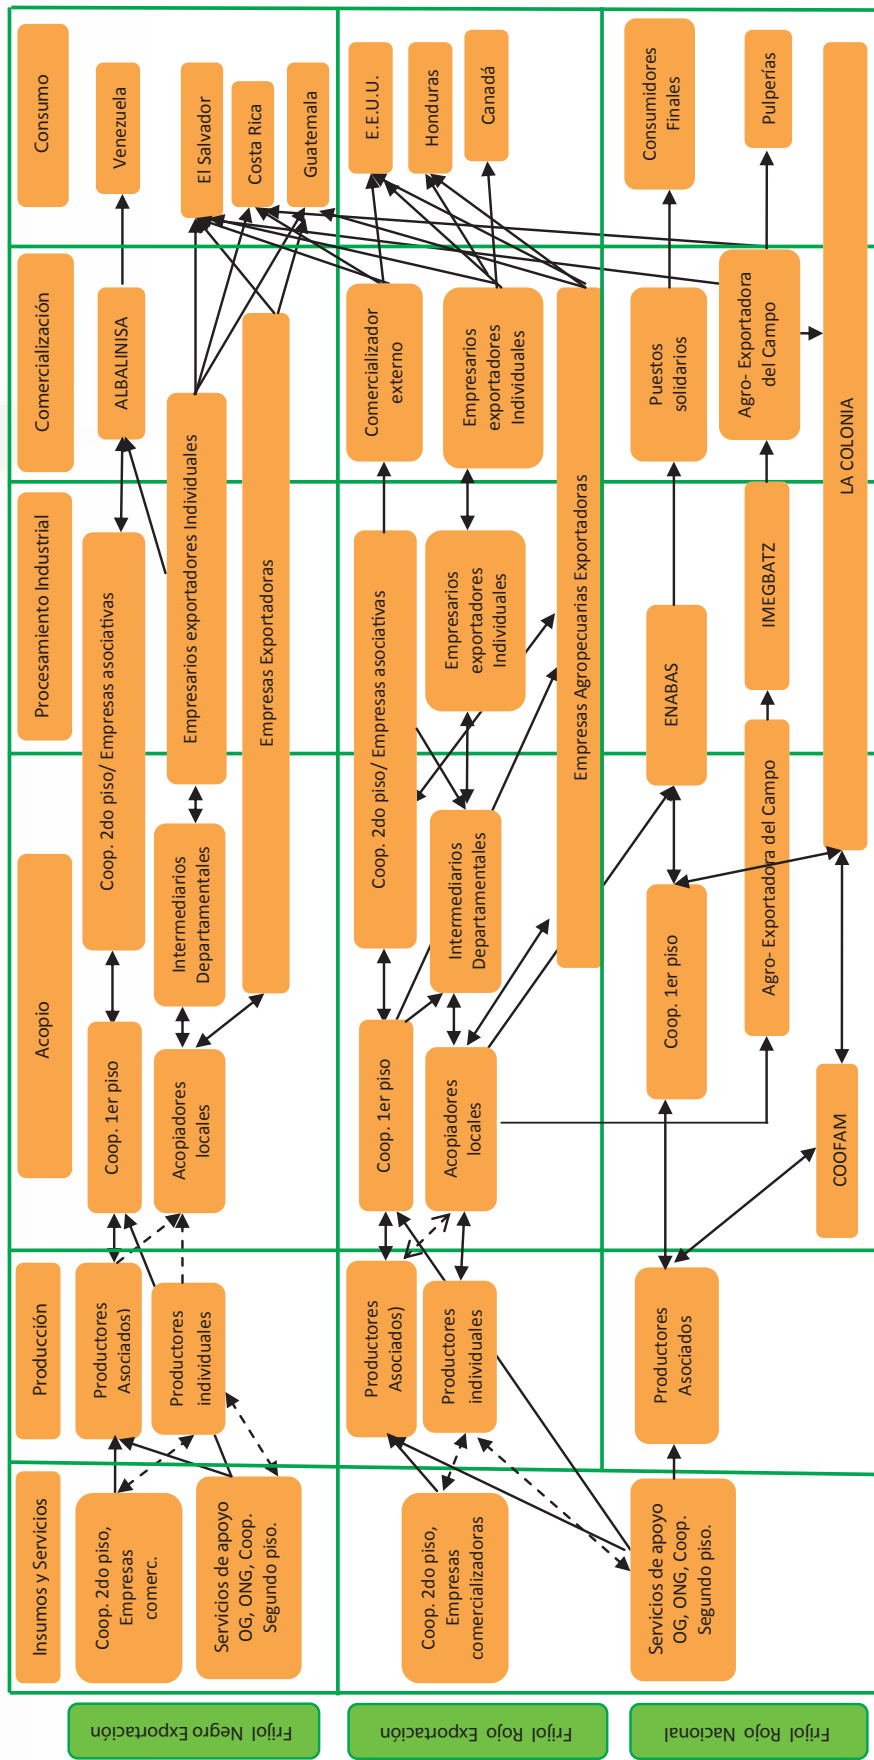 Insumos y Servicios
Producción
Acopio
Procesamiento Industrial
Comercialización
Consumo
Frijol Negro Exportación
Coop. 2do piso,
Empresas
comerc.
Servicios de apoyo
OG, ONG, Coop.
Segundo piso.
Productores
Asociados)
Productores
individuales
Coop. 1er piso
Acopiadores
locales
Coop. 2do piso/ Empresas asociativas
Intermediarios
Departamentales
Empresarios exportadores Individuales
Empresas Exportadoras
ALBALINISA
Venezuela
El Salvador
Costa Rica
Guatemala
Frijol Rojo Exportación
Coop. 2do piso,
Empresas
comercializadoras
Productores
Asociados)
Productores
individuales
Coop. 1er piso
Acopiadores
locales
Coop. 2do piso/ Empresas asociativas
Intermediarios
Departamentales
Empresarios
exportadores
Individuales
Empresas Agropecuarias Exportadoras
Comercializador
externo
Empresarios
exportadores
Individuales
E.E.U.U.
Honduras
Canadá
Frijol Rojo Nacional
Servicios de apoyo
OG, ONG, Coop.
Segundo piso.
Productores
Asociados
Coop. 1er piso
COOFAM
Agro- Exportadora del Campo
ENABAS
IMEGBATZ
LA COLONIA
Puestos
solidarios
Agro- Exportadora
del Campo
Consumidores
Finales
Pulperías